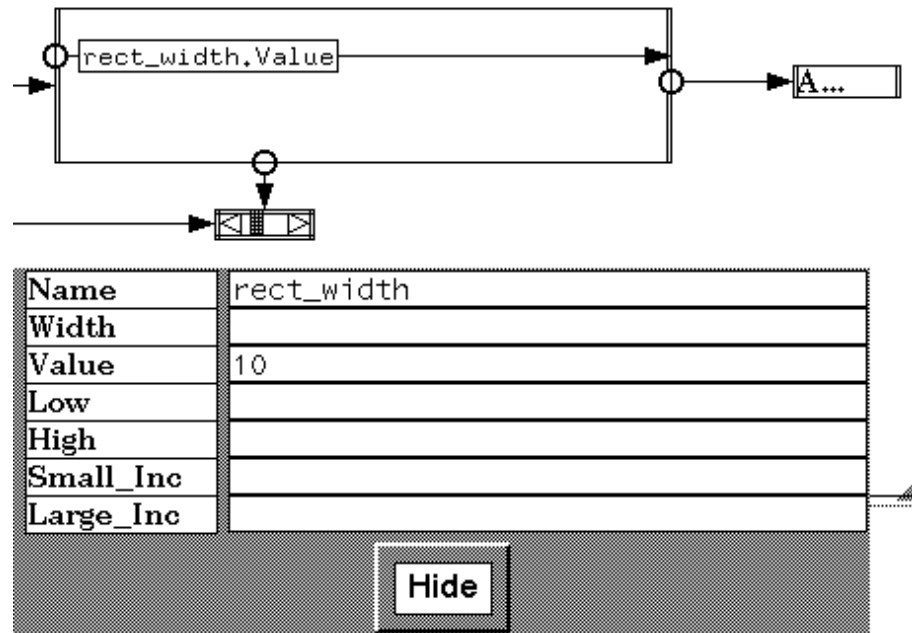 rect_width.Value
A...
Name rect_width
Width
Value 10
Low
High
Small_Inc
Large_Inc
Hide